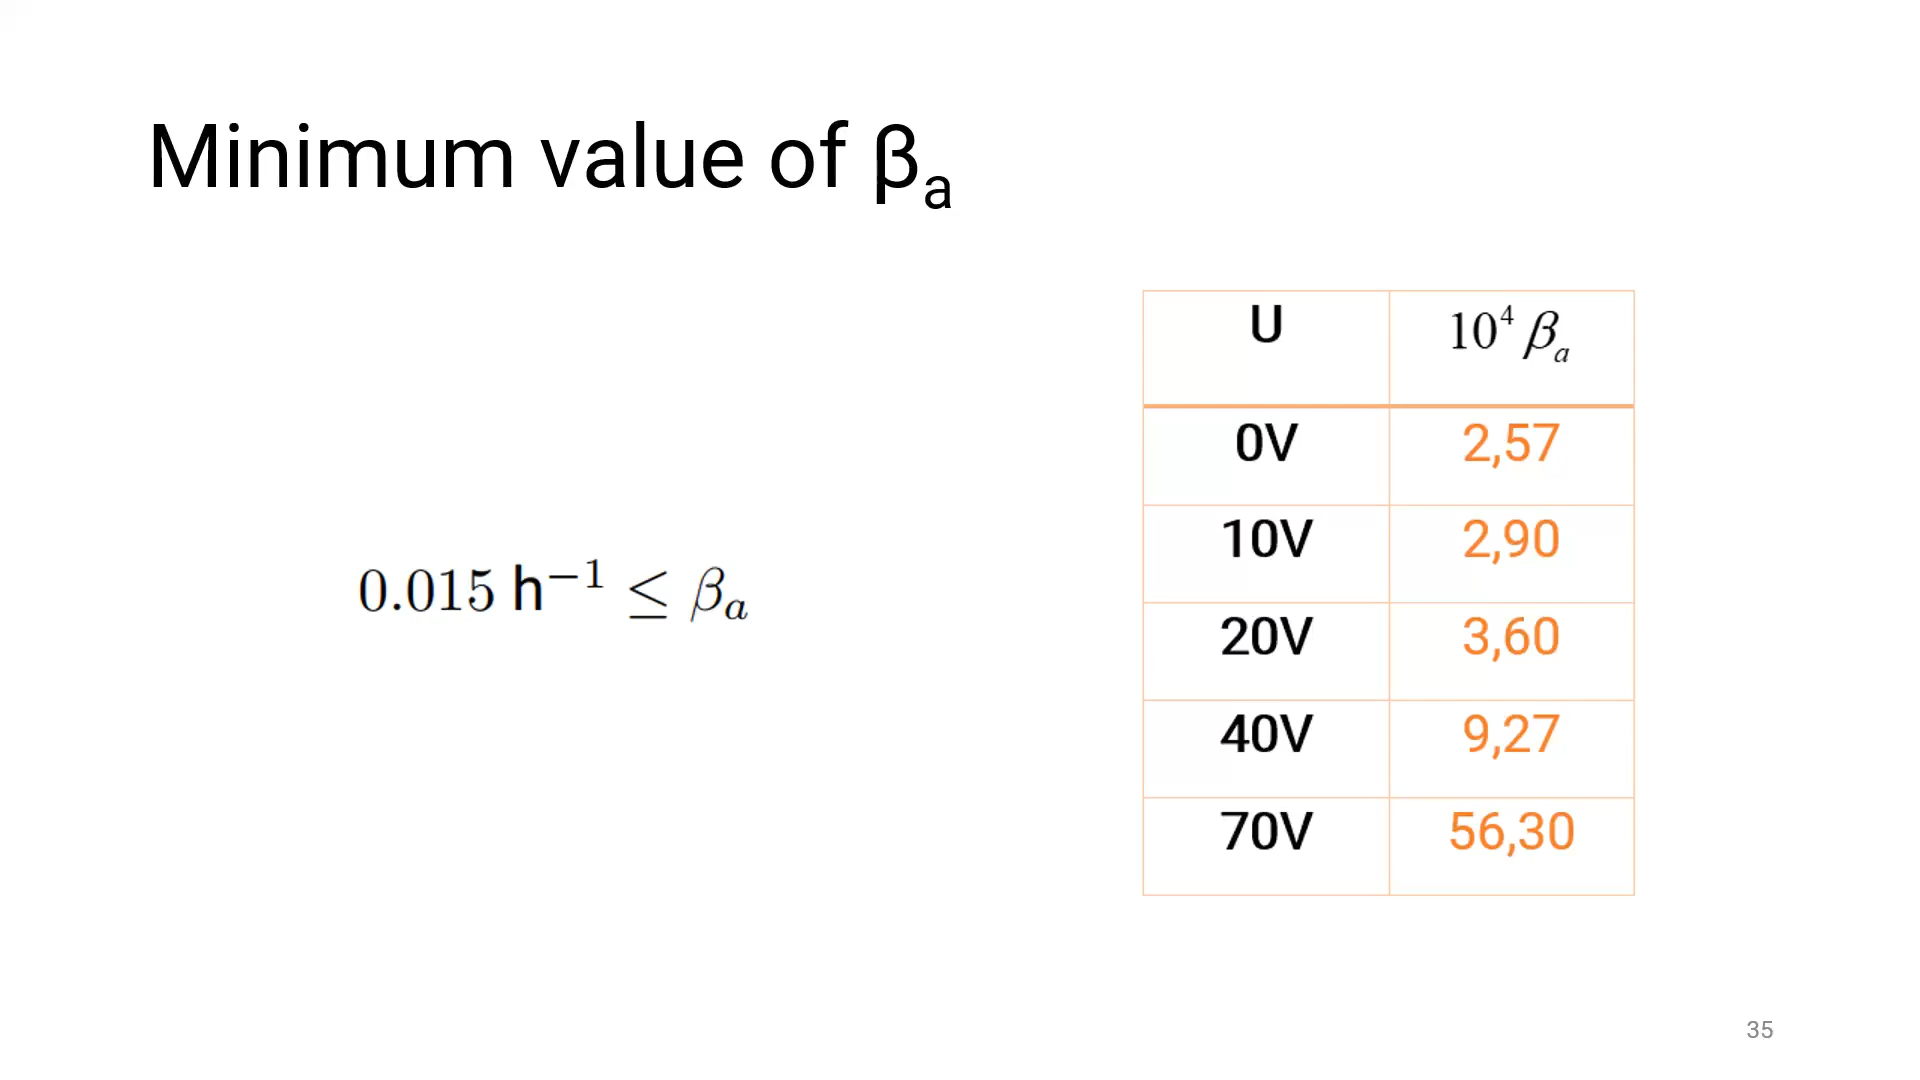 Minimum value of βₐ
0.015 h⁻¹ ≤ βₐ
U 10⁴ βₐ
0V 2,57
10V 2,90
20V 3,60
40V 9,27
70V 56,30
35